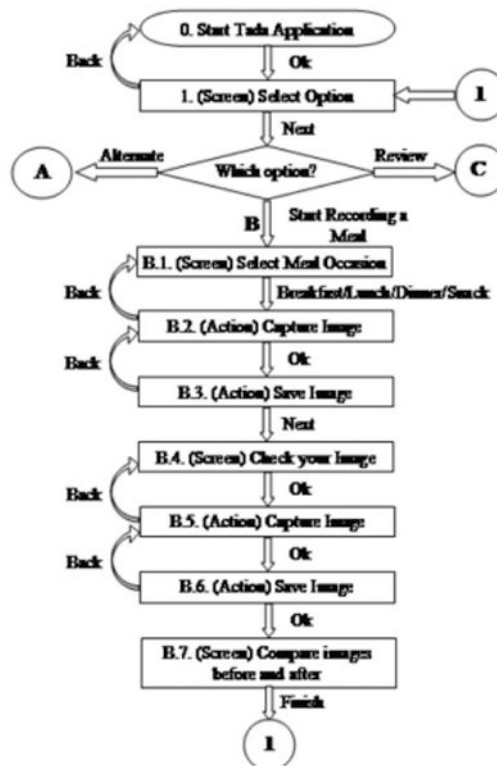 0. Start Tada Application
Back
Ok
1. (Screen) Select Option
1
Next
Alternate
Review
A
Which option?
C
B
Start Recording a
Meal
B.1. (Screen) Select Meal Occasion
Back
Breakfast/Lunch/Dinner/Snack
B.2. (Action) Capture Image
Back
Ok
B.3. (Action) Save Image
Next
B.4. (Screen) Check your Image
Back
Ok
B.5. (Action) Capture Image
Back
Ok
B.6. (Action) Save Image
Ok
B.7. (Screen) Compare images
before and after
Finish
1